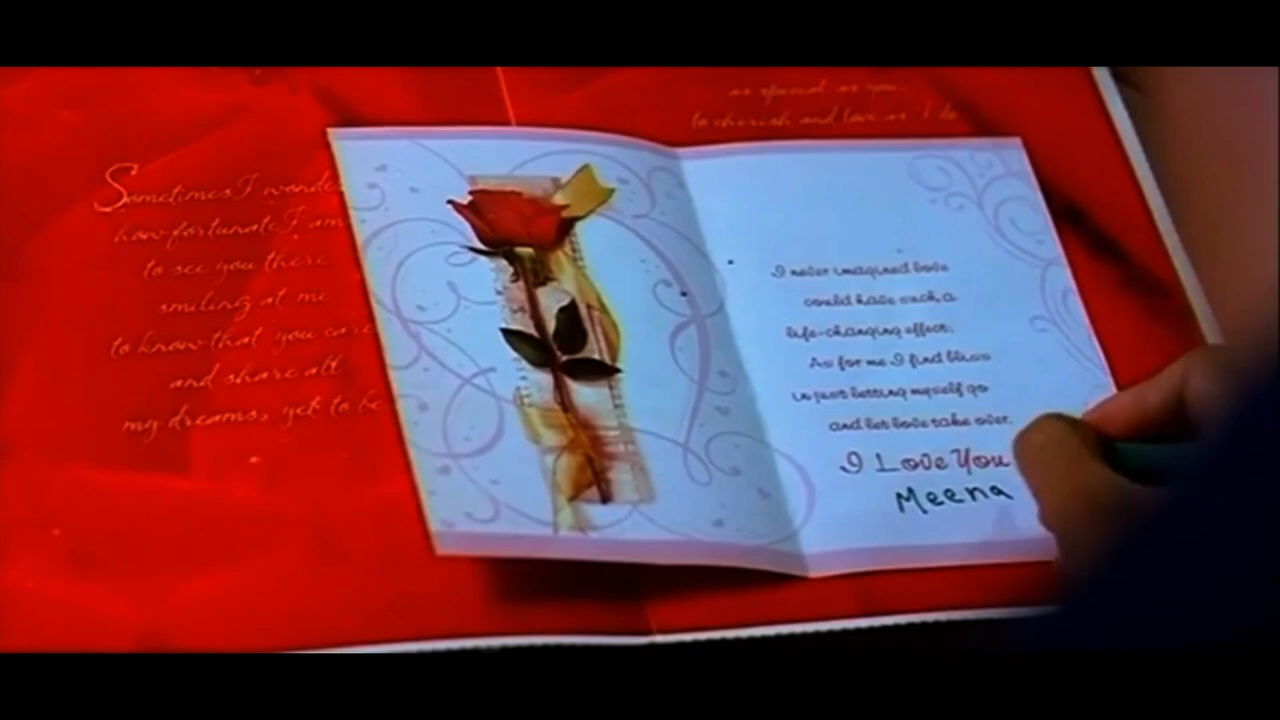 Sometimes I wonder
how fortunate I am
to see you there
smiling at me
to know that you care
and share all
my dreams, yet to be
as special as you.
to cherish and love as I do
I never imagined love
could have such a
life-changing effect.
As for me I find bliss
in just letting myself go
and let love take over.
I Love You
Meena